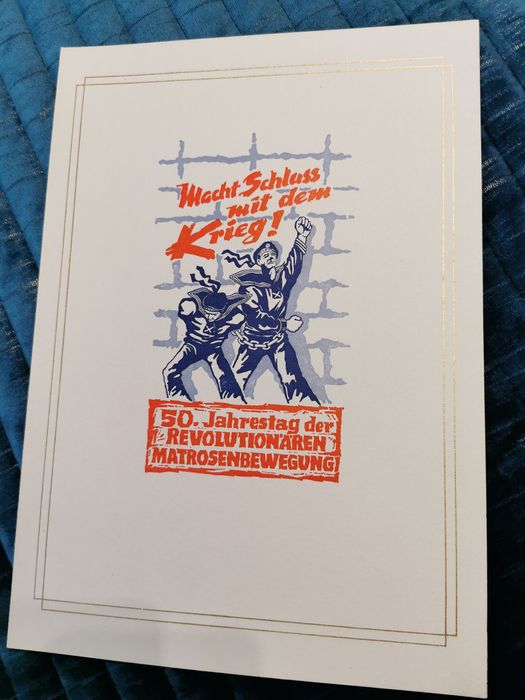 Macht Schluss
mit dem
Krieg!
50. Jahrestag der
REVOLUTIONÄREN
MATROSENBEWEGUNG